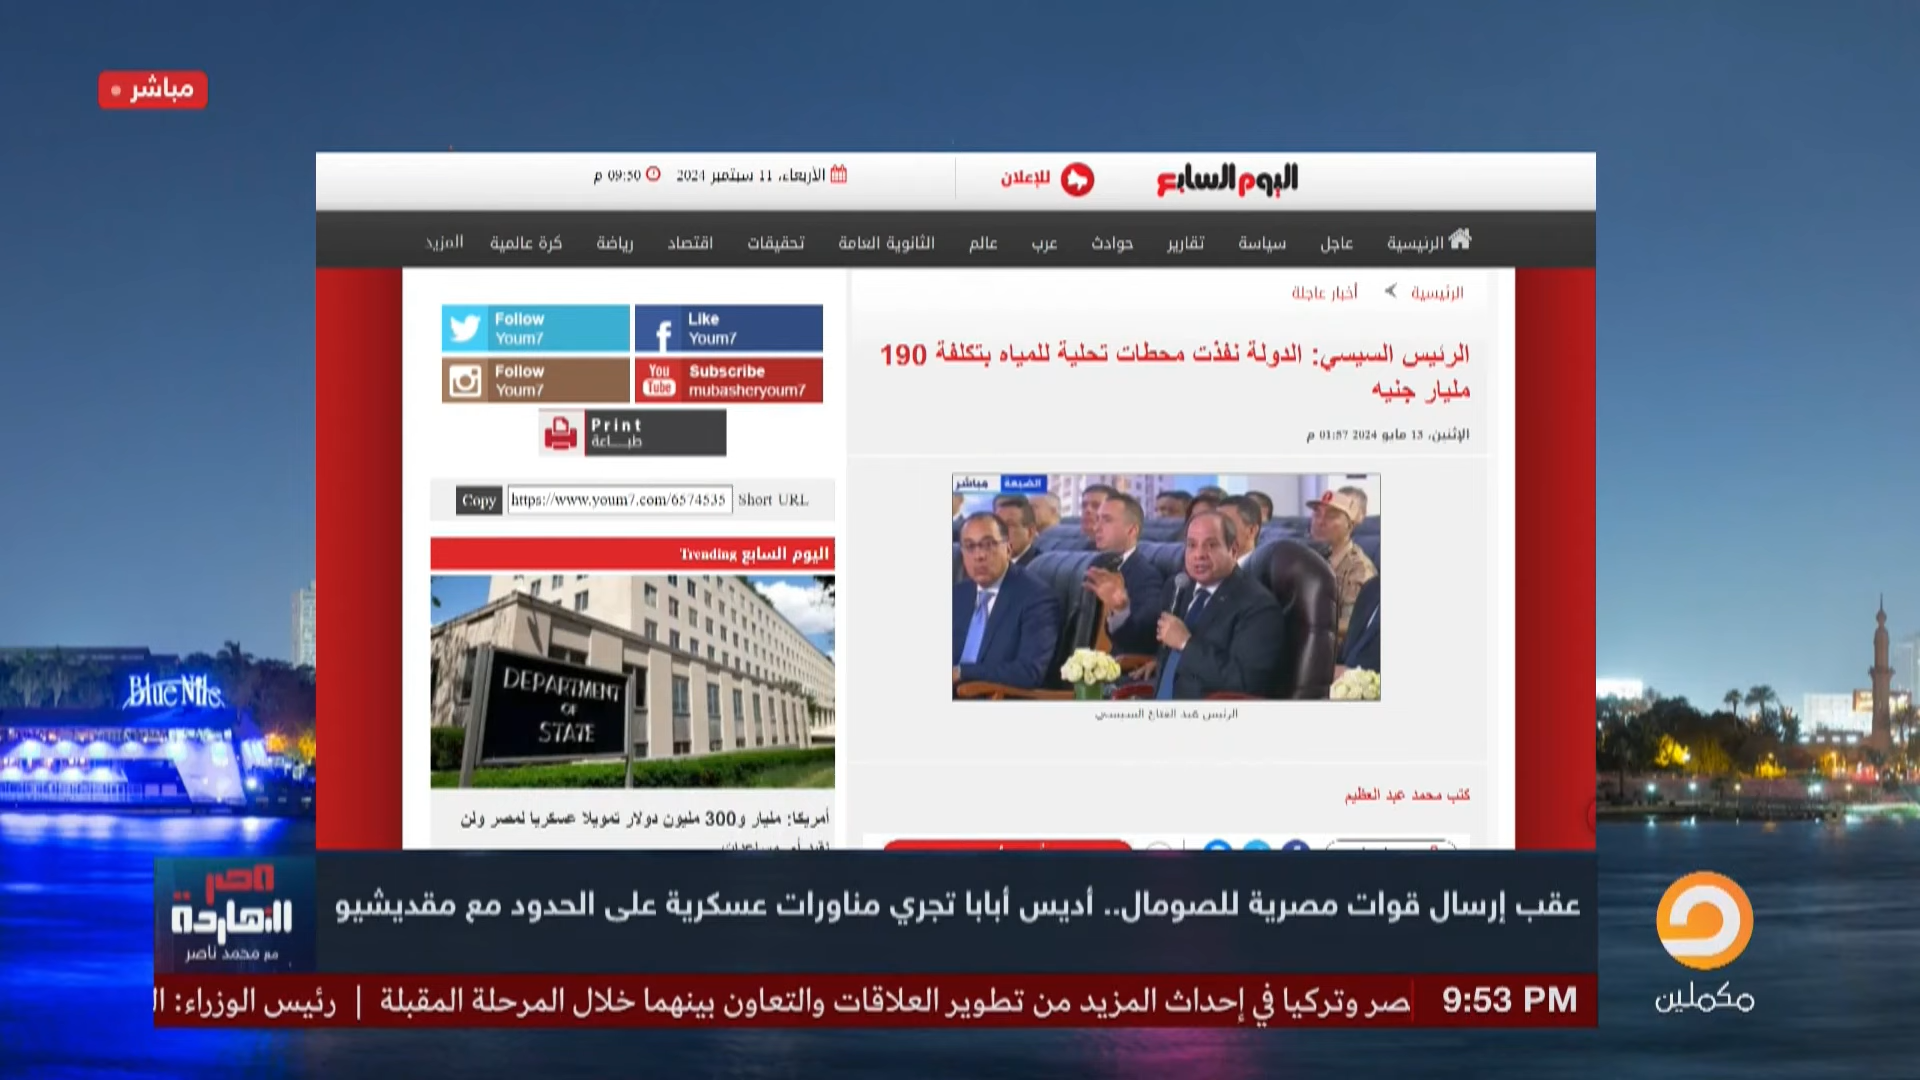 مباشر
اليوم السابع
للإعلان
الأربعاء، 11 سبتمبر 2024
09:50 م
الرئيسية عاجل سياسة تقارير حوادث عرب عالم الثانوية العامة تحقيقات اقتصاد رياضة كرة عالمية المزيد
الرئيسية أخبار عاجلة
الرئيس السيسي: الدولة نفذت محطات تحلية للمياه بتكلفة 190
مليار جنيه
الإثنين، 13 مايو 2024 01:57 م
مباشر الضبعة
الرئيس عبد الفتاح السيسي
كتب محمد عبد العظيم
Follow
Youm7
Like
Youm7
Follow
Youm7
You
Tube
Subscribe
mubasheryoum7
Print
طباعة
Copy https://www.youm7.com/6574535 Short URL
اليوم السابع Trending
DEPARTMENT
OF
STATE
أمريكا: مليار و300 مليون دولار تمويلا عسكريا لمصر ولن
Blue Nile
مصر
النهاردة
مع محمد ناصر
عقب إرسال قوات مصرية للصومال.. أديس أبابا تجري مناورات عسكرية على الحدود مع مقديشيو
9:53 PM
صر وتركيا في إحداث المزيد من تطوير العلاقات والتعاون بينهما خلال المرحلة المقبلة | رئيس الوزراء: ال
مكملين